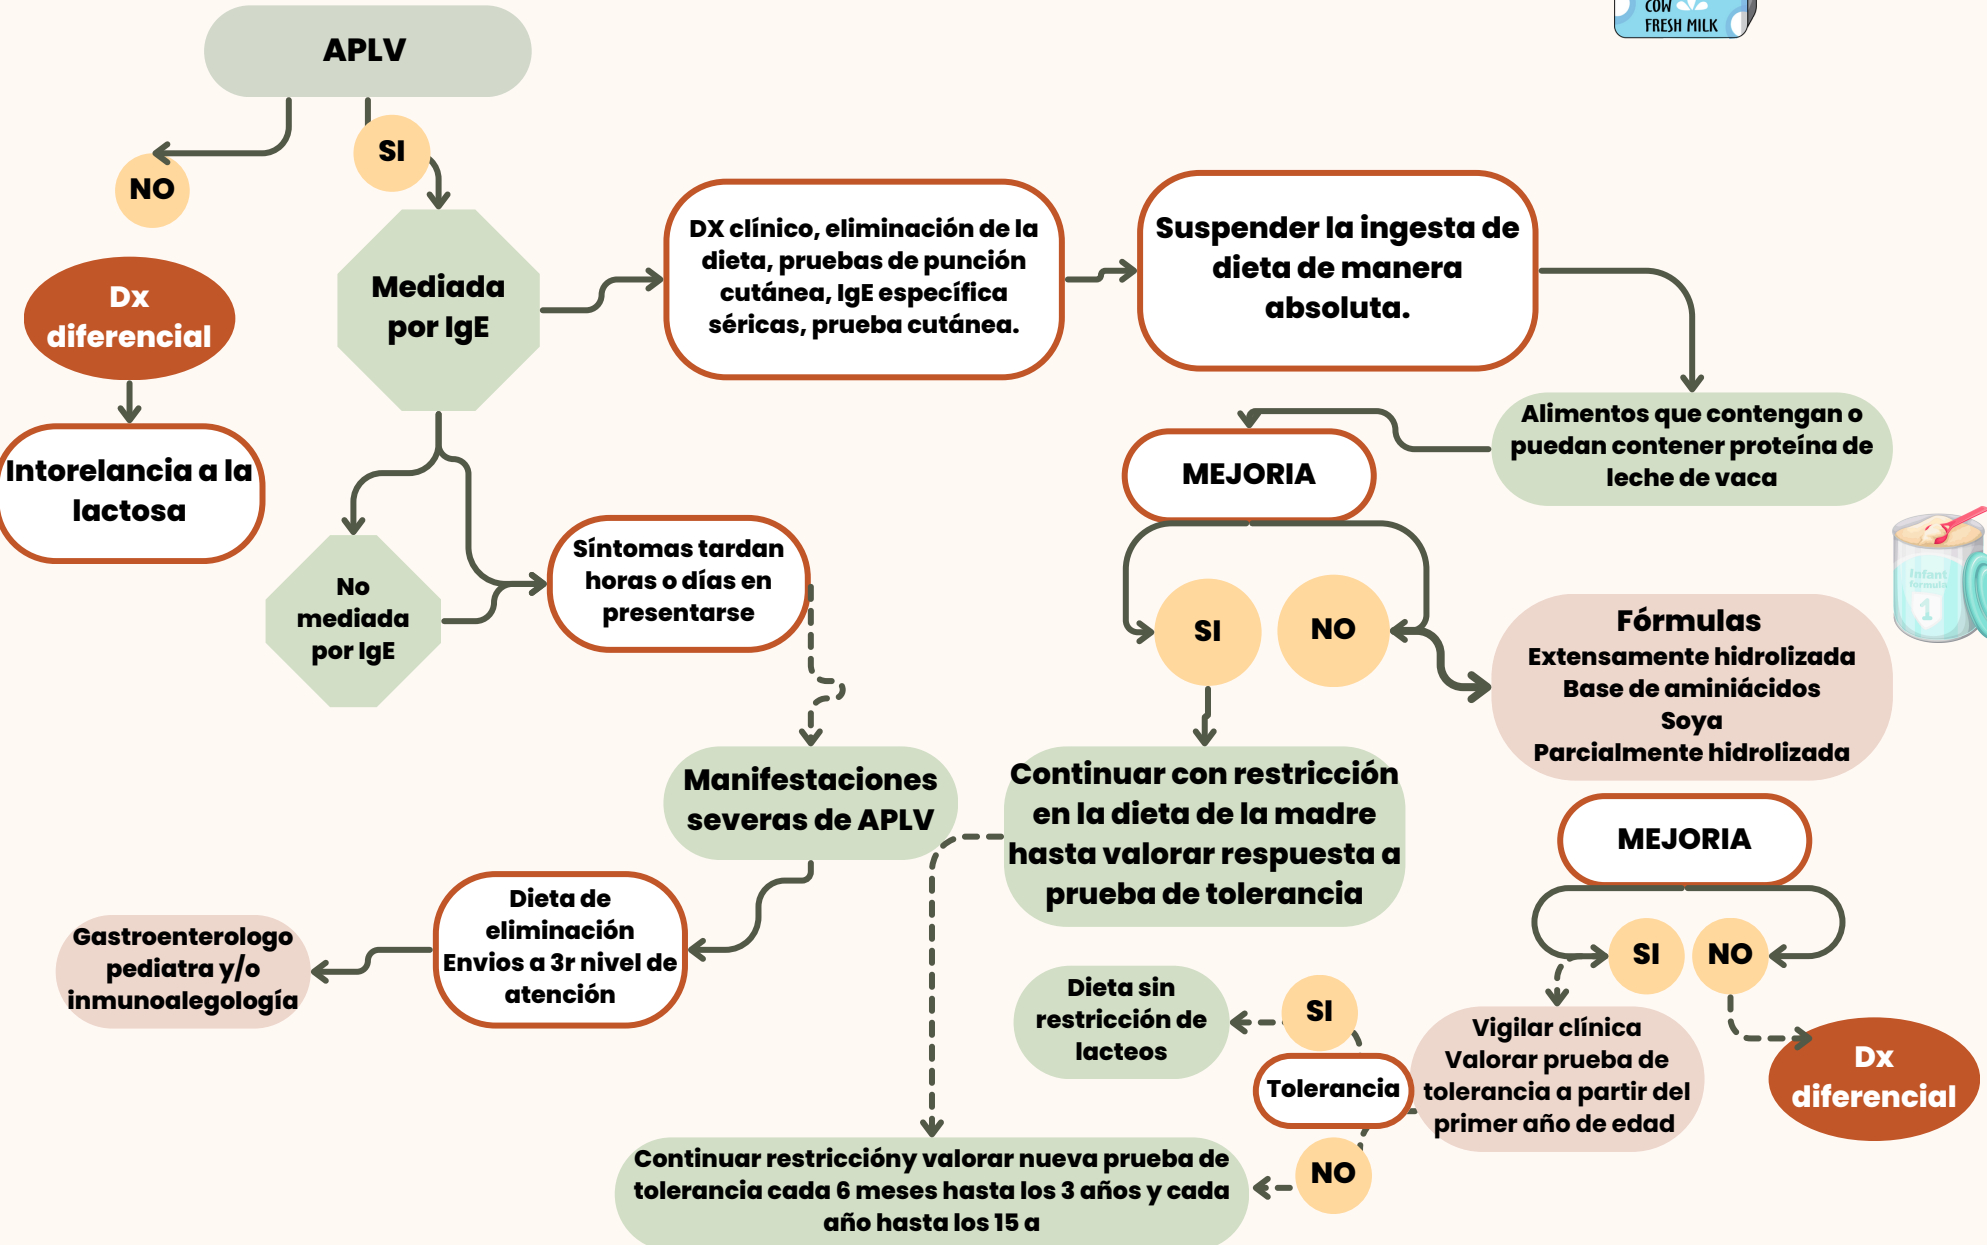 COW
FRESH MILK
APLV
SI
NO
Mediada
por IgE
DX clínico, eliminación de la
dieta, pruebas de punción
cutánea, IgE específica
séricas, prueba cutánea.
Suspender la ingesta de
dieta de manera
absoluta.
Dx
diferencial
Intorelancia a la
lactosa
Alimentos que contengan o
puedan contener proteína de
leche de vaca
MEJORIA
SI
NO
No
mediada
por IgE
Síntomas tardan
horas o días en
presentarse
Infant
formula
1
Fórmulas
Extensamente hidrolizada
Base de aminiácidos
Soya
Parcialmente hidrolizada
Manifestaciones
severas de APLV
Continuar con restricción
en la dieta de la madre
hasta valorar respuesta a
prueba de tolerancia
MEJORIA
SI
NO
Dieta de
eliminación
Envios a 3r nivel de
atención
Gastroenterologo
pediatra y/o
inmunoalegología
Dieta sin
restricción de
lacteos
SI
Tolerancia
NO
Vigilar clínica
Valorar prueba de
tolerancia a partir del
primer año de edad
Dx
diferencial
Continuar restriccióny valorar nueva prueba de
tolerancia cada 6 meses hasta los 3 años y cada
año hasta los 15 a